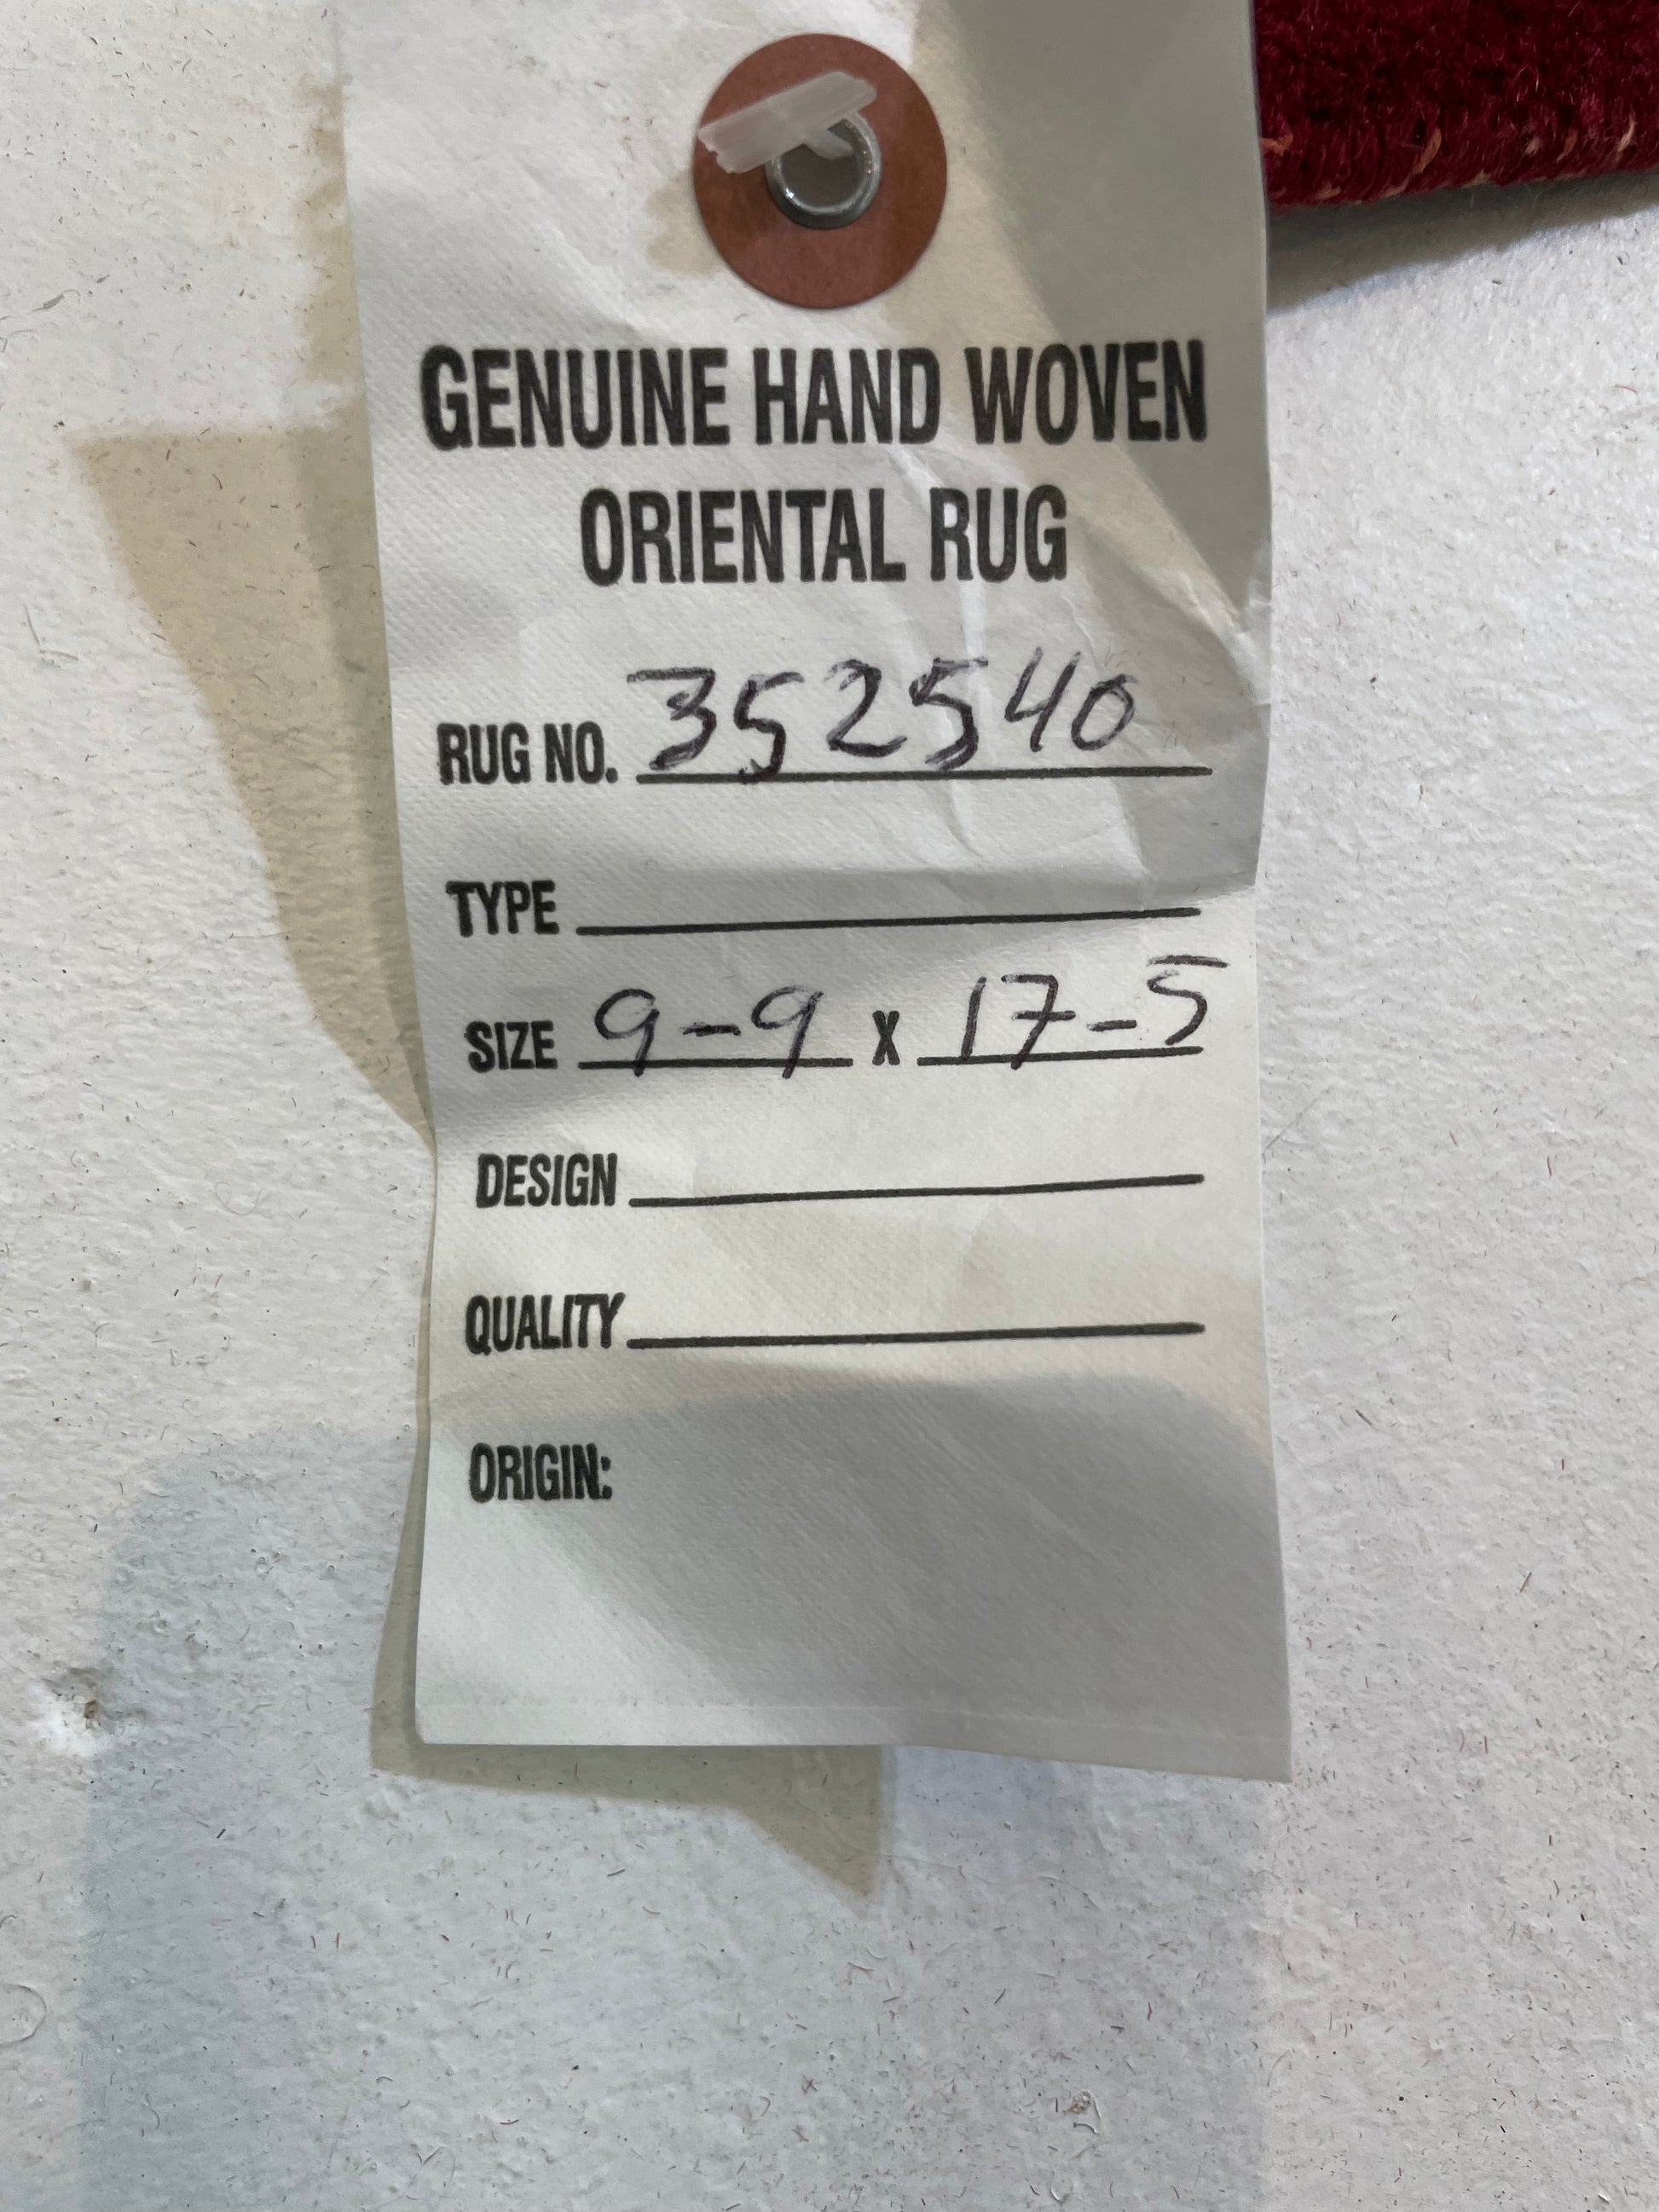 GENUINE HAND WOVEN
ORIENTAL RUG
RUG NO. 352540
TYPE
SIZE 9-9 X 17-5
DESIGN
QUALITY
ORIGIN: